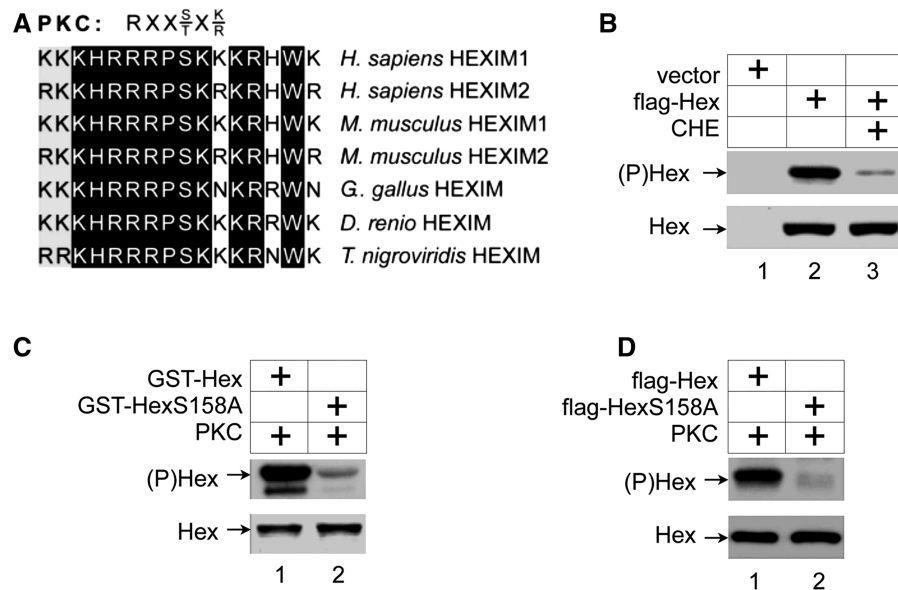 A PKC: RXX S/T X K/R
KKKHRRRPSKKKRHWK H. sapiens HEXIM1
RKKHRRRPSKRKRHWR H. sapiens HEXIM2
KKKHRRRPSKKKRHWK M. musculus HEXIM1
RKKHRRRPSKRKRHWR M. musculus HEXIM2
KKKHRRRPSKNKRRWN G. gallus HEXIM
KKKHRRRPSKKKRRWK D. renio HEXIM
RRKHRRRPSKKKRNWK T. nigroviridis HEXIM
B
vector +
flag-Hex + +
CHE +
(P)Hex →
Hex →
1 2 3
C
GST-Hex +
GST-HexS158A +
PKC + +
(P)Hex →
Hex →
1 2
D
flag-Hex +
flag-HexS158A +
PKC + +
(P)Hex →
Hex →
1 2